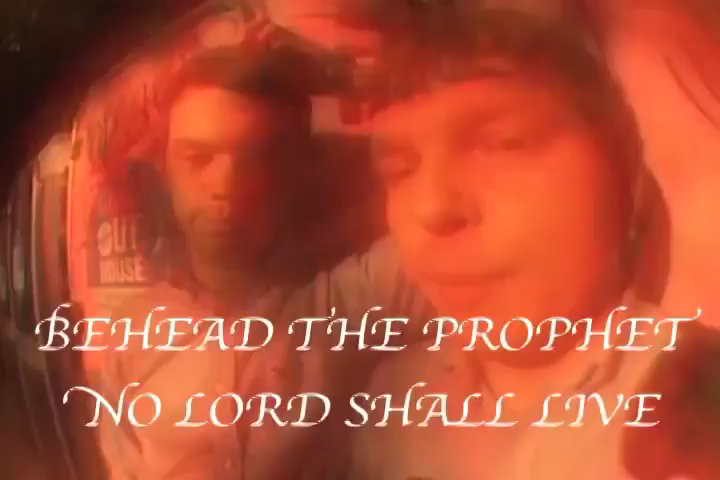 OUT
HOUSE
BEHEAD THE PROPHET
NO LORD SHALL LIVE